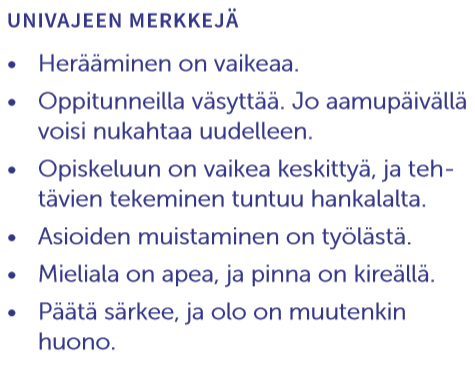 UNIVAJEEN MERKKEJÄ
• Herääminen on vaikeaa.
• Oppitunneilla väsyttää. Jo aamupäivällä
voisi nukahtaa uudelleen.
• Opiskeluun on vaikea keskittyä, ja teh-
tävien tekeminen tuntuu hankalalta.
• Asioiden muistaminen on työlästä.
• Mieliala on apea, ja pinna on kireällä.
• Päätä särkee, ja olo on muutenkin
huono.